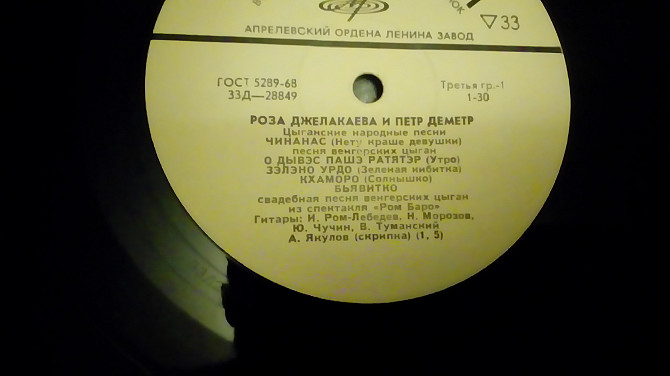 АПРЕЛЕВСКИЙ ОРДЕНА ЛЕНИНА ЗАВОД
▽33
ГОСТ 5289-68
33Д—28849
Третья гр.-1
1-30
РОЗА ДЖЕЛАКАЕВА И ПЕТР ДЕМЕТР
Цыганские народные песни
ЧИНАНАС (Нету краше девушки)
песня венгерских цыган
О ДЫВЭС ПАШЭ РАТЯТЭР (Утро)
ЗЭЛЭНО УРДО (Зеленая кибитка)
КХАМОРО (Солнышко)
БЬЯВИТКО
свадебная песня венгерских цыган
из спектакля «Ром Баро»
Гитары: И. Ром-Лебедев, Н. Морозов,
Ю. Чучин, В. Туманский
А. Якулов (скрипка) (1, 5)